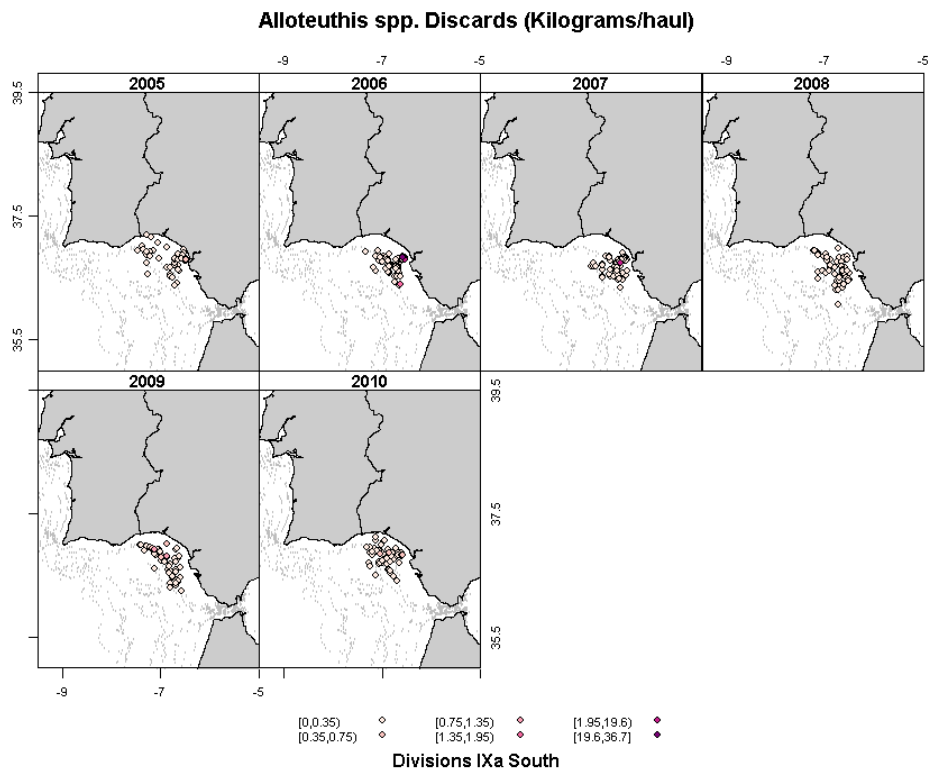 Alloteuthis spp. Discards (Kilograms/haul)
-9 -7 -5 -9 -7 -5
2005 2006 2007 2008
39.5
37.5
35.5
2009 2010
39.5
37.5
35.5
-9 -7 -5
[0,0.35) [0.75,1.35) [1.95,19.6)
[0.35,0.75) [1.35,1.95) [19.6,36.7]
Divisions IXa South